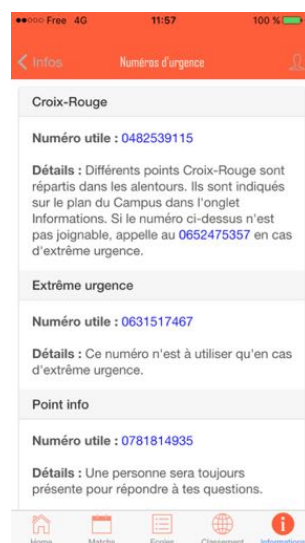 Free 4G 11:57 100 %
Infos Numéros d'urgence
Croix-Rouge
Numéro utile : 0482539115
Détails : Différents points Croix-Rouge sont
répartis dans les alentours. Ils sont indiqués
sur le plan du Campus dans l'onglet
Informations. Si le numéro ci-dessus n'est
pas joignable, appelle au 0652475357 en cas
d'extrême urgence.
Extrême urgence
Numéro utile : 0631517467
Détails : Ce numéro n'est à utiliser qu'en cas
d'extrême urgence.
Point info
Numéro utile : 0781814935
Détails : Une personne sera toujours
présente pour répondre à tes questions.
Home Matchs Ecoles Classement Informations